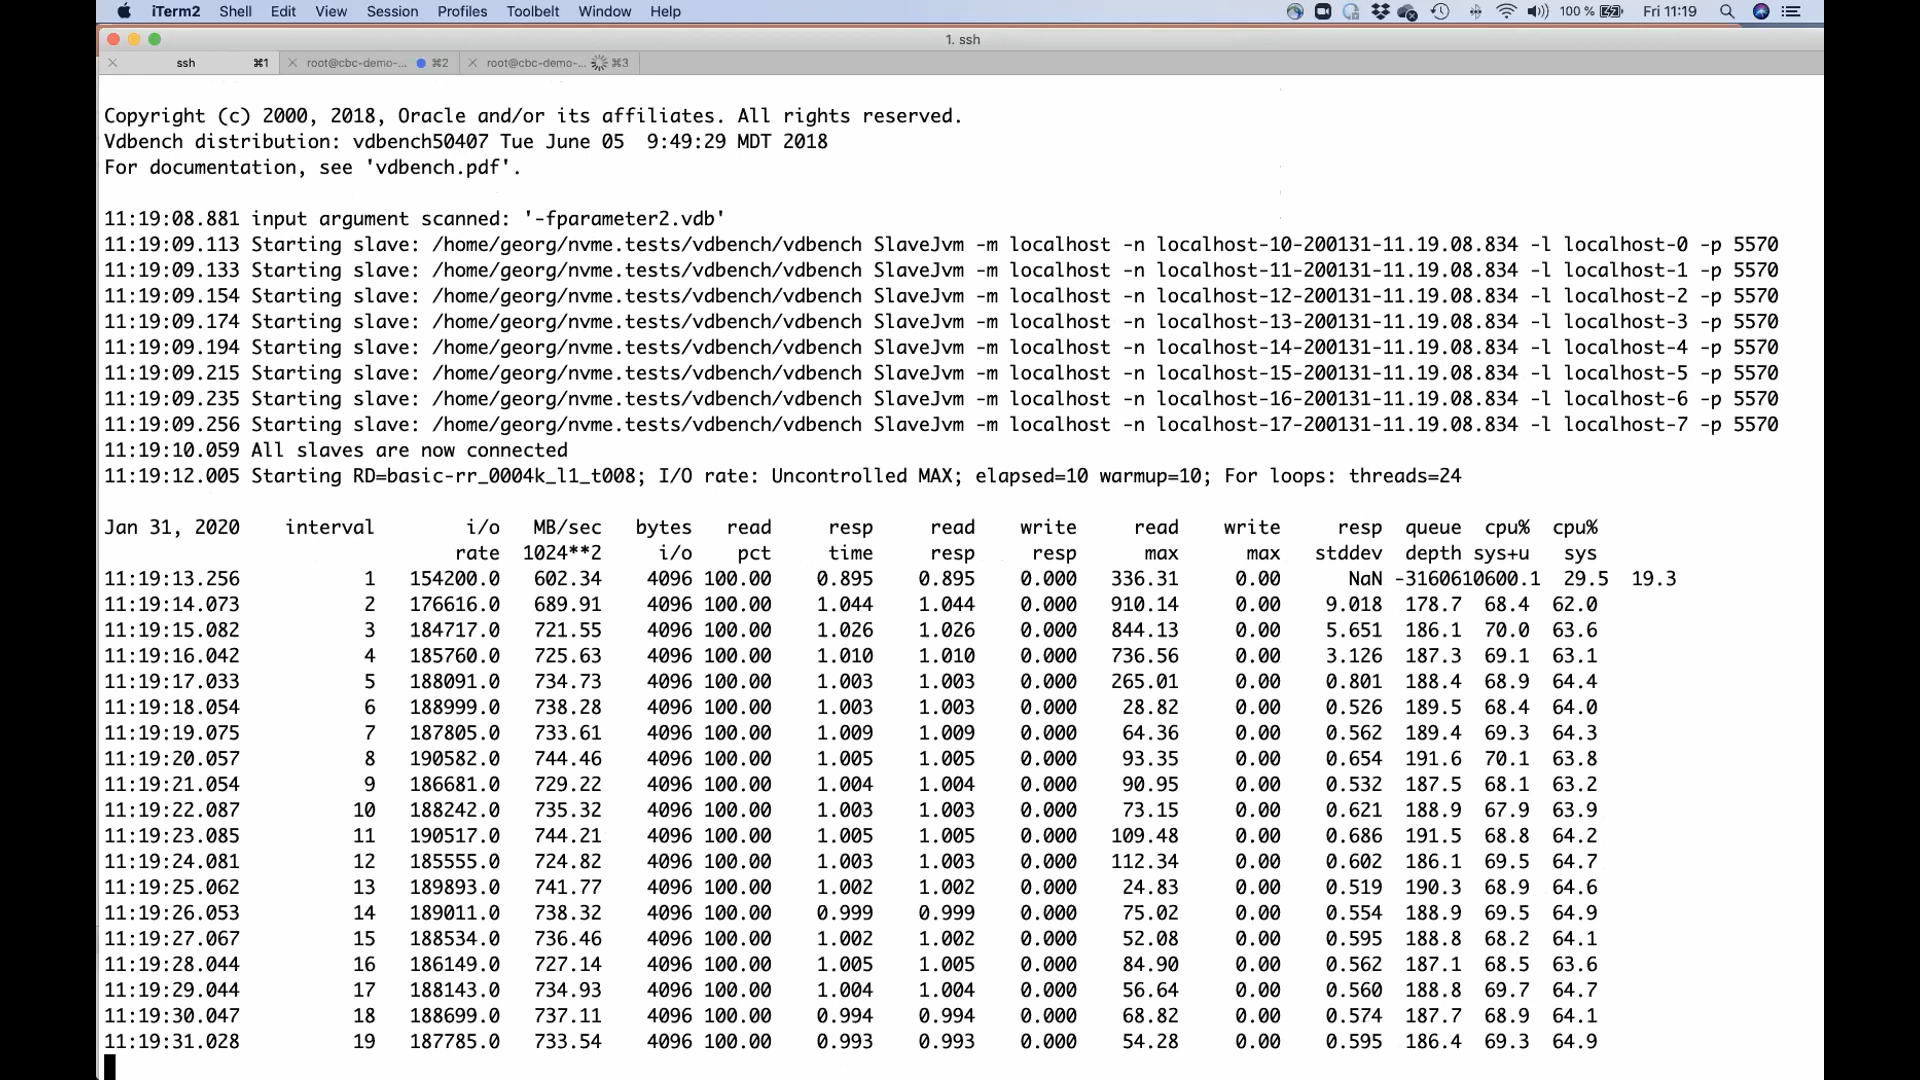 iTerm2 Shell Edit View Session Profiles Toolbelt Window Help 100 % Fri 11:19
1. ssh
ssh ⌘1 root@cbc-demo-... ⌘2 root@cbc-demo-... ⌘3
Copyright (c) 2000, 2018, Oracle and/or its affiliates. All rights reserved.
Vdbench distribution: vdbench50407 Tue June 05  9:49:29 MDT 2018
For documentation, see 'vdbench.pdf'.
11:19:08.881 input argument scanned: '-fparameter2.vdb'
11:19:09.113 Starting slave: /home/georg/nvme.tests/vdbench/vdbench SlaveJvm -m localhost -n localhost-10-200131-11.19.08.834 -l localhost-0 -p 5570
11:19:09.133 Starting slave: /home/georg/nvme.tests/vdbench/vdbench SlaveJvm -m localhost -n localhost-11-200131-11.19.08.834 -l localhost-1 -p 5570
11:19:09.154 Starting slave: /home/georg/nvme.tests/vdbench/vdbench SlaveJvm -m localhost -n localhost-12-200131-11.19.08.834 -l localhost-2 -p 5570
11:19:09.174 Starting slave: /home/georg/nvme.tests/vdbench/vdbench SlaveJvm -m localhost -n localhost-13-200131-11.19.08.834 -l localhost-3 -p 5570
11:19:09.194 Starting slave: /home/georg/nvme.tests/vdbench/vdbench SlaveJvm -m localhost -n localhost-14-200131-11.19.08.834 -l localhost-4 -p 5570
11:19:09.215 Starting slave: /home/georg/nvme.tests/vdbench/vdbench SlaveJvm -m localhost -n localhost-15-200131-11.19.08.834 -l localhost-5 -p 5570
11:19:09.235 Starting slave: /home/georg/nvme.tests/vdbench/vdbench SlaveJvm -m localhost -n localhost-16-200131-11.19.08.834 -l localhost-6 -p 5570
11:19:09.256 Starting slave: /home/georg/nvme.tests/vdbench/vdbench SlaveJvm -m localhost -n localhost-17-200131-11.19.08.834 -l localhost-7 -p 5570
11:19:10.059 All slaves are now connected
11:19:12.005 Starting RD=basic-rr_0004k_l1_t008; I/O rate: Uncontrolled MAX; elapsed=10 warmup=10; For loops: threads=24
Jan 31, 2020 interval i/o MB/sec bytes read resp read write read write resp queue cpu% cpu%
rate 1024**2 i/o pct time resp resp max max stddev depth sys+u sys
11:19:13.256 1 154200.0 602.34 4096 100.00 0.895 0.895 0.000 336.31 0.00 NaN -3160610600.1 29.5 19.3
11:19:14.073 2 176616.0 689.91 4096 100.00 1.044 1.044 0.000 910.14 0.00 9.018 178.7 68.4 62.0
11:19:15.082 3 184717.0 721.55 4096 100.00 1.026 1.026 0.000 844.13 0.00 5.651 186.1 70.0 63.6
11:19:16.042 4 185760.0 725.63 4096 100.00 1.010 1.010 0.000 736.56 0.00 3.126 187.3 69.1 63.1
11:19:17.033 5 188091.0 734.73 4096 100.00 1.003 1.003 0.000 265.01 0.00 0.801 188.4 68.9 64.4
11:19:18.054 6 188999.0 738.28 4096 100.00 1.003 1.003 0.000 28.82 0.00 0.526 189.5 68.4 64.0
11:19:19.075 7 187805.0 733.61 4096 100.00 1.009 1.009 0.000 64.36 0.00 0.562 189.4 69.3 64.3
11:19:20.057 8 190582.0 744.46 4096 100.00 1.005 1.005 0.000 93.35 0.00 0.654 191.6 70.1 63.8
11:19:21.054 9 186681.0 729.22 4096 100.00 1.004 1.004 0.000 90.95 0.00 0.532 187.5 68.1 63.2
11:19:22.087 10 188242.0 735.32 4096 100.00 1.003 1.003 0.000 73.15 0.00 0.621 188.9 67.9 63.9
11:19:23.085 11 190517.0 744.21 4096 100.00 1.005 1.005 0.000 109.48 0.00 0.686 191.5 68.8 64.2
11:19:24.081 12 185555.0 724.82 4096 100.00 1.003 1.003 0.000 112.34 0.00 0.602 186.1 69.5 64.7
11:19:25.062 13 189893.0 741.77 4096 100.00 1.002 1.002 0.000 24.83 0.00 0.519 190.3 68.9 64.6
11:19:26.053 14 189011.0 738.32 4096 100.00 0.999 0.999 0.000 75.02 0.00 0.554 188.9 69.5 64.9
11:19:27.067 15 188534.0 736.46 4096 100.00 1.002 1.002 0.000 52.08 0.00 0.595 188.8 68.2 64.1
11:19:28.044 16 186149.0 727.14 4096 100.00 1.005 1.005 0.000 84.90 0.00 0.562 187.1 68.5 63.6
11:19:29.044 17 188143.0 734.93 4096 100.00 1.004 1.004 0.000 56.64 0.00 0.560 188.8 69.7 64.7
11:19:30.047 18 188699.0 737.11 4096 100.00 0.994 0.994 0.000 68.82 0.00 0.574 187.7 68.9 64.1
11:19:31.028 19 187785.0 733.54 4096 100.00 0.993 0.993 0.000 54.28 0.00 0.595 186.4 69.3 64.9